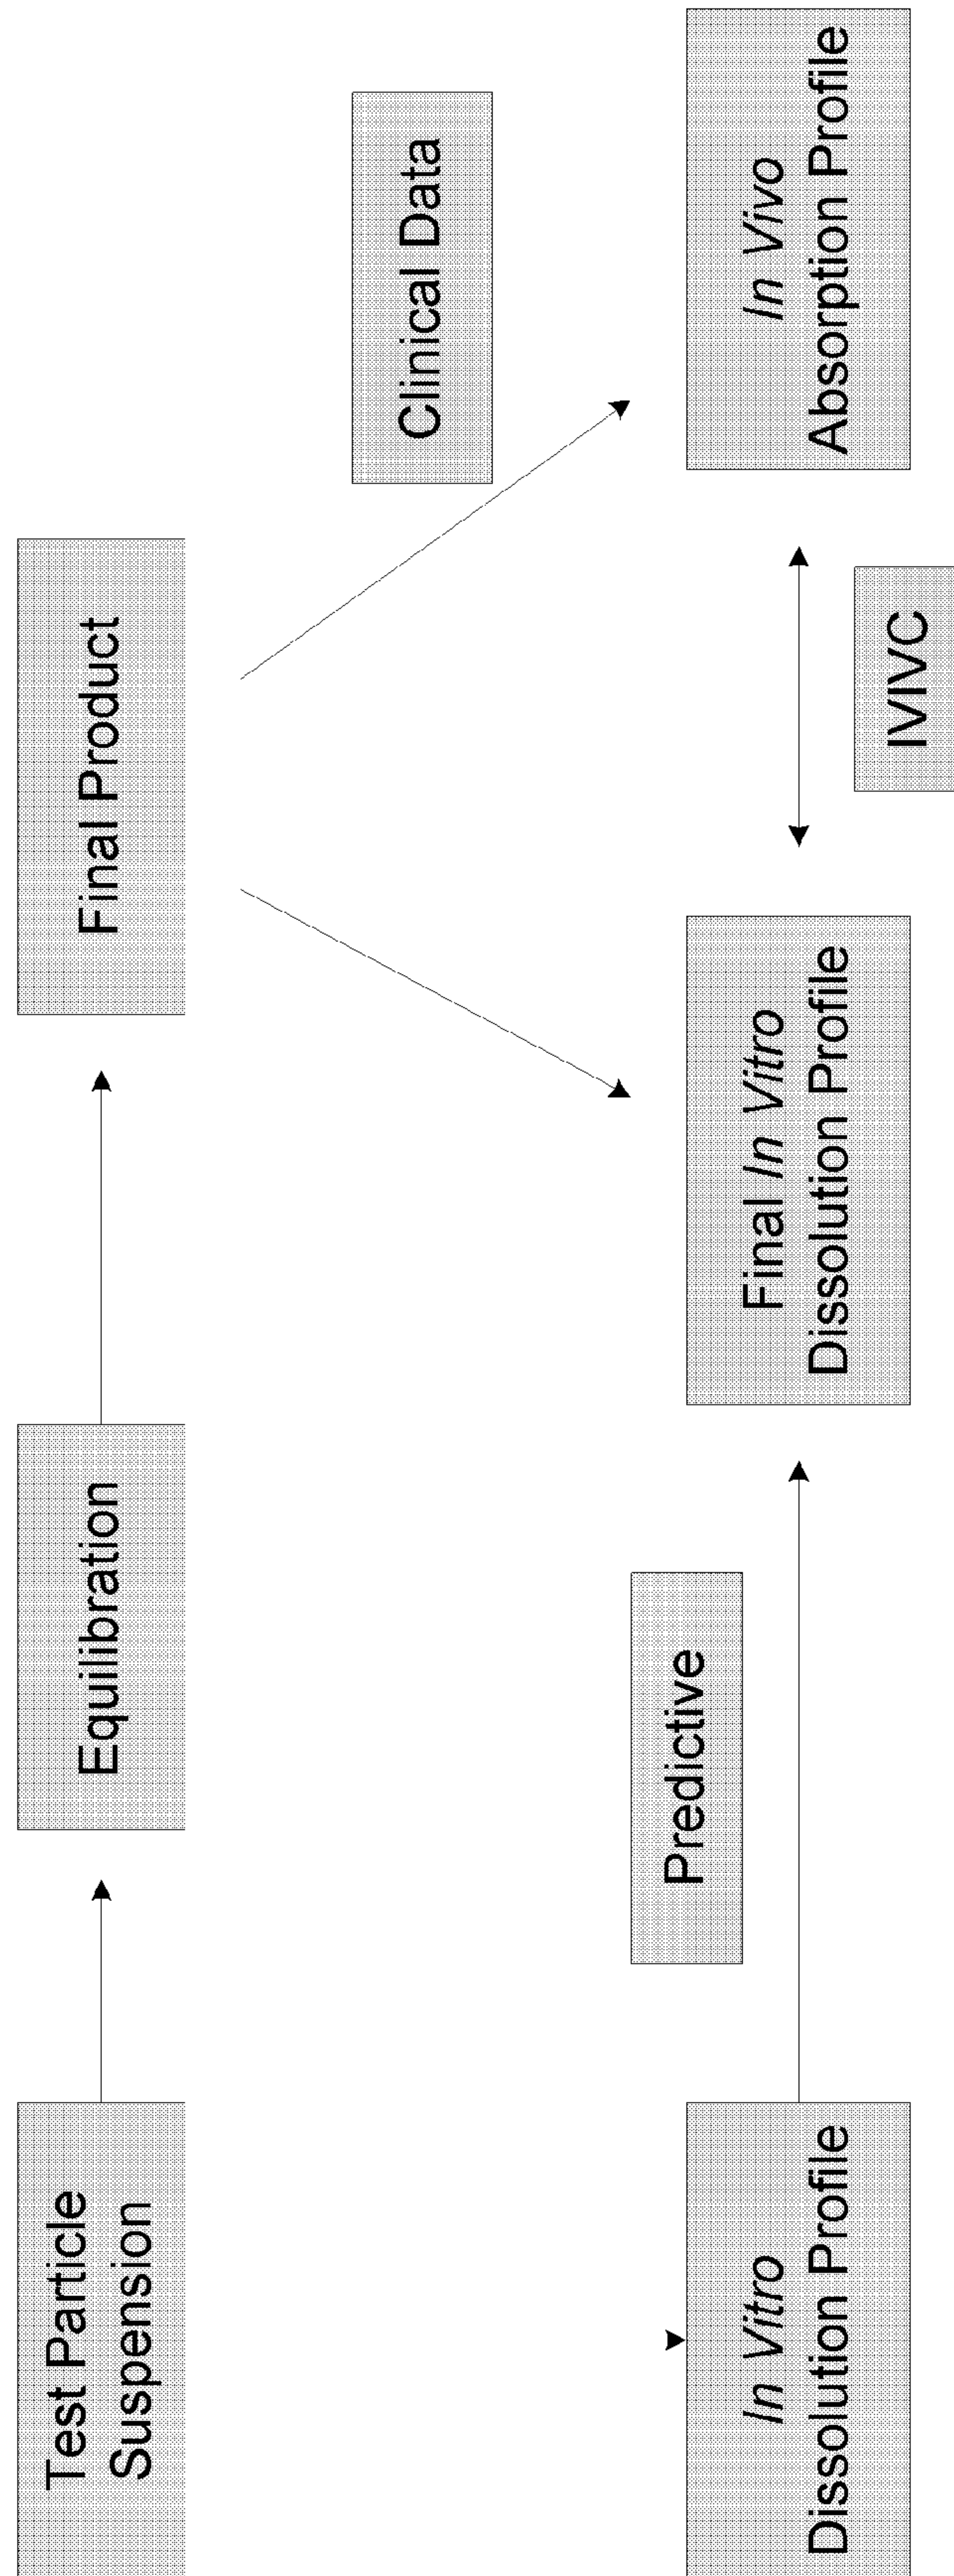 Test Particle
Suspension
Equilibration
Final Product
Clinical Data
Predictive
In Vitro
Dissolution Profile
Final In Vitro
Dissolution Profile
In Vivo
Absorption Profile
IVIVC